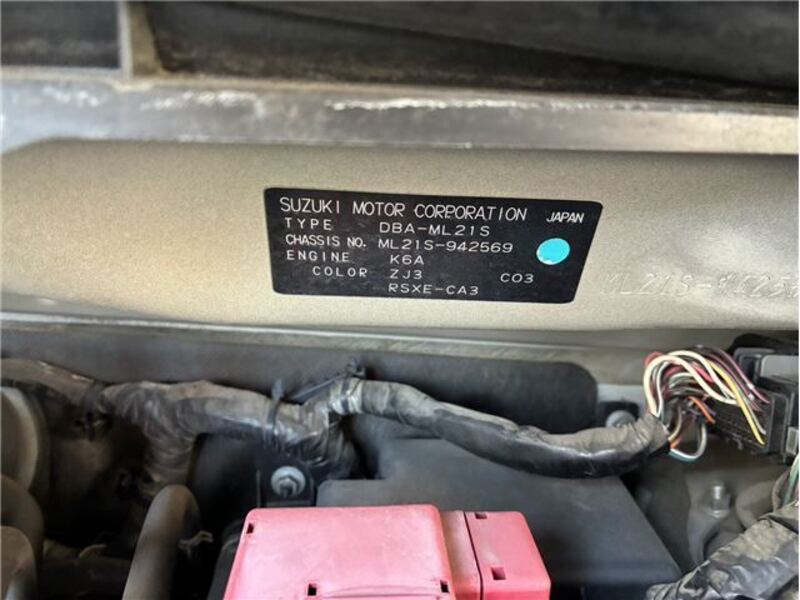 SUZUKI MOTOR CORPORATION JAPAN
TYPE DBA-ML21S
CHASSIS NO. ML21S-942569
ENGINE K6A
COLOR ZJ3 C03
RSXE-CA3